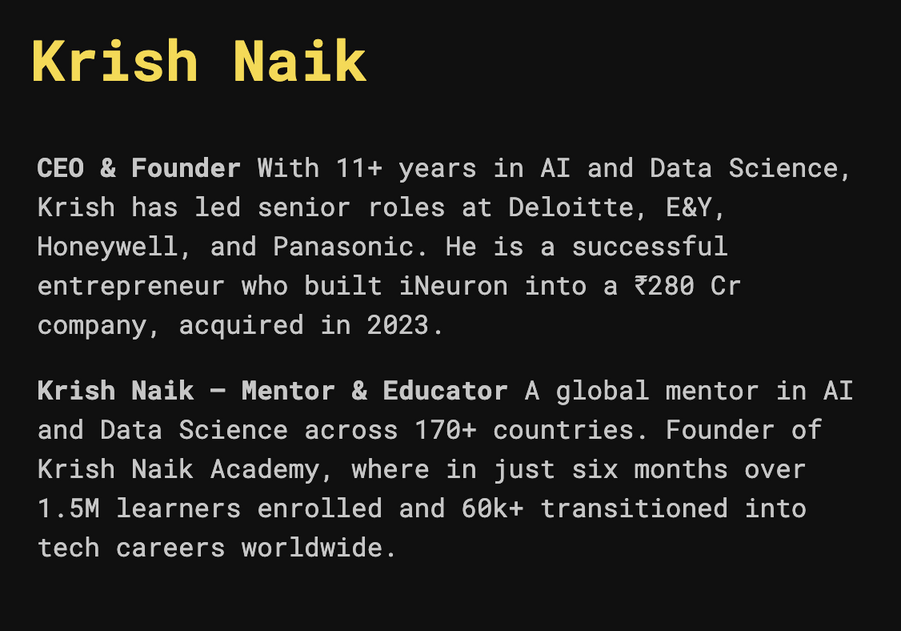 Krish Naik
CEO & Founder With 11+ years in AI and Data Science,
Krish has led senior roles at Deloitte, E&Y,
Honeywell, and Panasonic. He is a successful
entrepreneur who built iNeuron into a ₹280 Cr
company, acquired in 2023.
Krish Naik – Mentor & Educator A global mentor in AI
and Data Science across 170+ countries. Founder of
Krish Naik Academy, where in just six months over
1.5M learners enrolled and 60k+ transitioned into
tech careers worldwide.